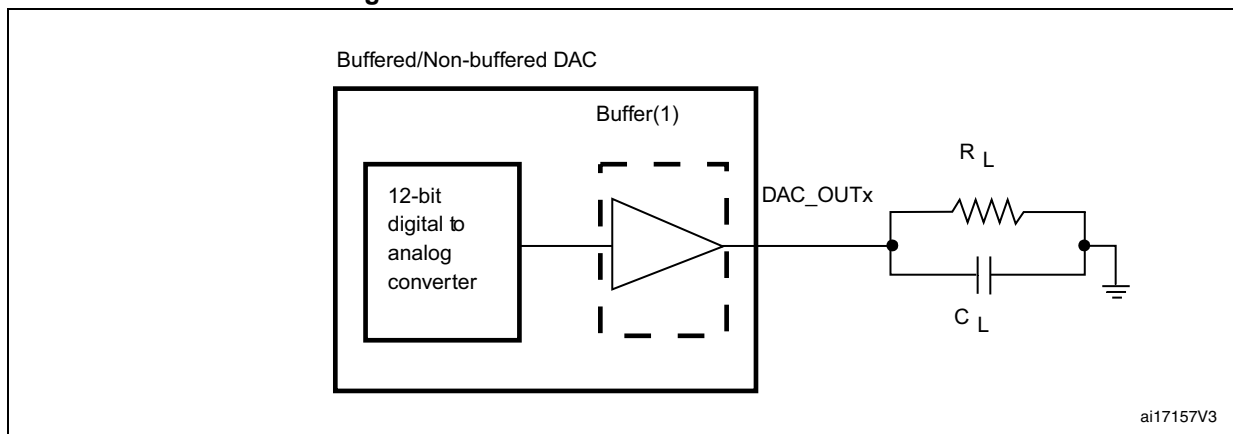 Buffered/Non-buffered DAC
Buffer(1)
12-bit
digital to
analog
converter
DAC_OUTx
R L
C L
ai17157V3